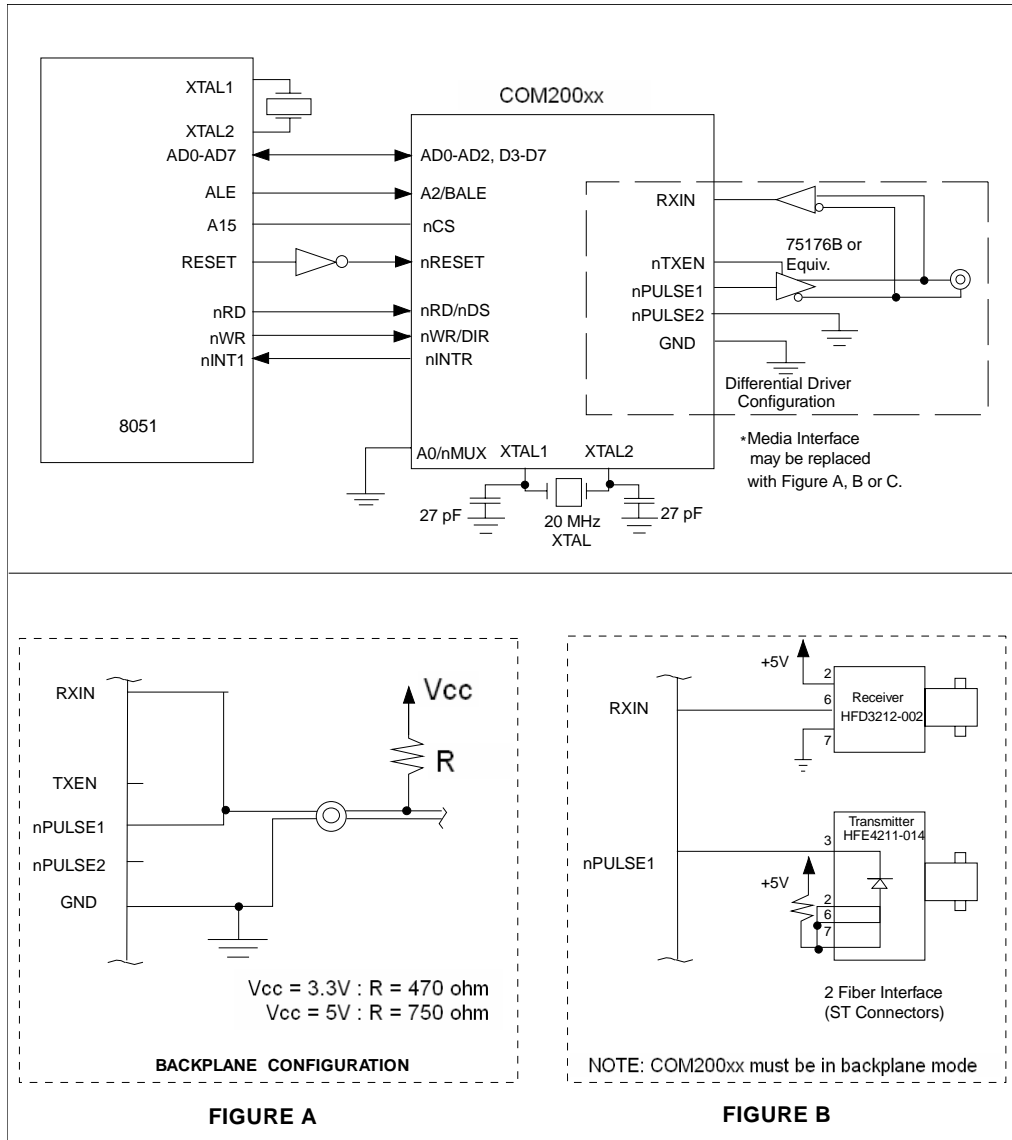 COM200xx
XTAL1
XTAL2
AD0-AD7
ALE
A15
RESET
nRD
nWR
nINT1
8051
AD0-AD2, D3-D7
A2/BALE
nCS
nRESET
nRD/nDS
nWR/DIR
nINTR
A0/nMUX
XTAL1
XTAL2
RXIN
nTXEN
nPULSE1
nPULSE2
GND
75176B or
Equiv.
Differential Driver
Configuration
*Media Interface
may be replaced
with Figure A, B or C.
27 pF
20 MHz
XTAL
27 pF
RXIN
TXEN
nPULSE1
nPULSE2
GND
Vcc
R
Vcc = 3.3V : R = 470 ohm
Vcc = 5V : R = 750 ohm
BACKPLANE CONFIGURATION
FIGURE A
RXIN
nPULSE1
+5V
2
6
7
Receiver
HFD3212-002
Transmitter
HFE4211-014
3
+5V
2
6
7
2 Fiber Interface
(ST Connectors)
NOTE: COM200xx must be in backplane mode
FIGURE B